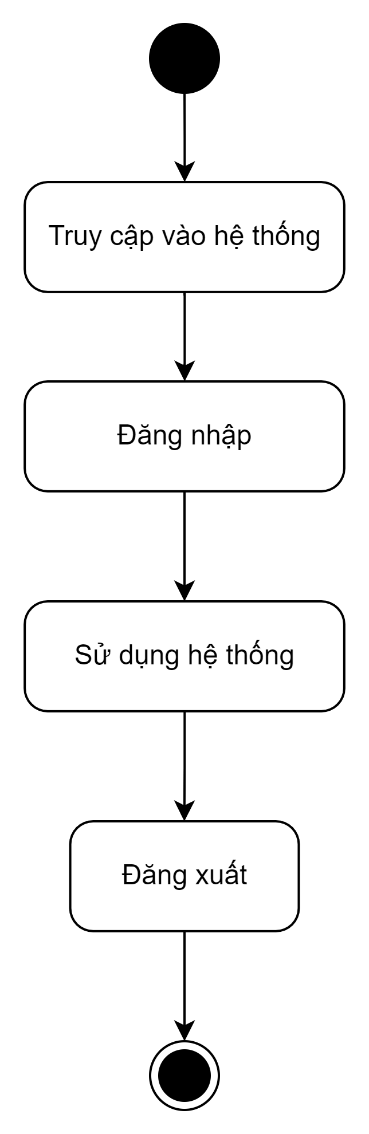 Truy cập vào hệ thống
Đăng nhập
Sử dụng hệ thống
Đăng xuất